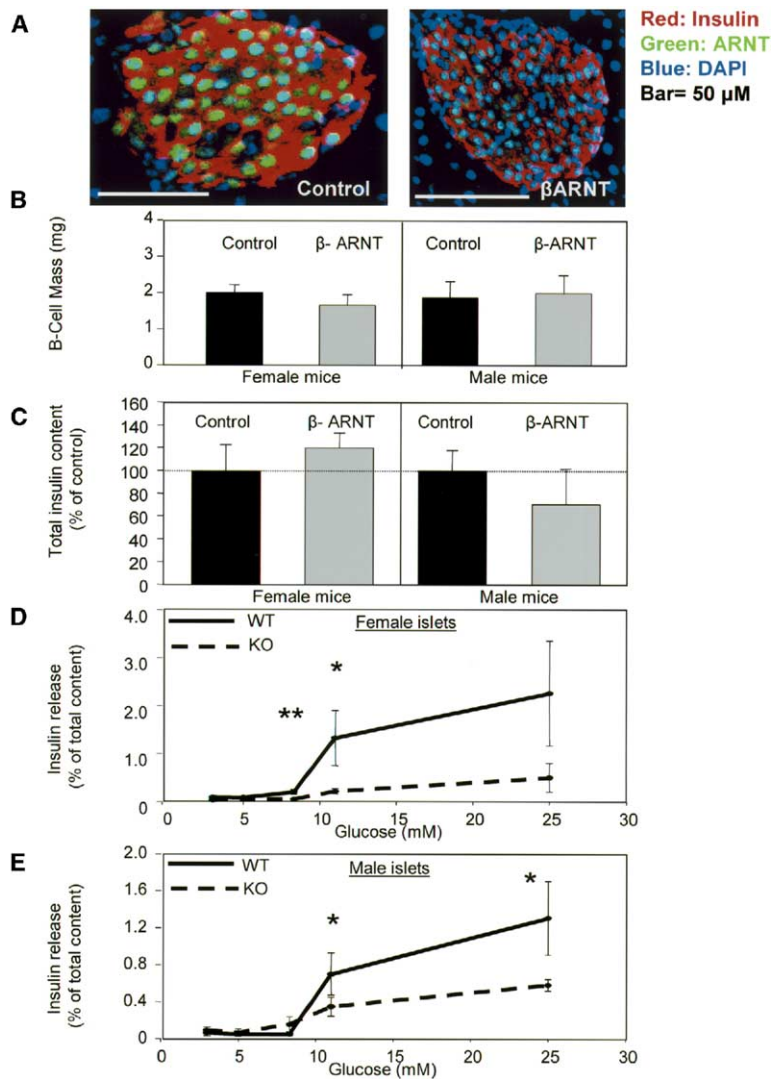 A
Control
βARNT
Red: Insulin
Green: ARNT
Blue: DAPI
Bar= 50 µM
B
B-Cell Mass (mg)
4
3
2
1
0
Control
β- ARNT
Control
β-ARNT
Female mice
Male mice
C
Total insulin content
(% of control)
160
140
120
100
80
60
40
20
0
Control
β- ARNT
Control
β-ARNT
Female mice
Male mice
D
Insulin release
(% of total content)
4.0
3.0
2.0
1.0
0
WT
KO
Female islets
**
*
0
5
10
15
20
25
30
Glucose (mM)
E
Insulin release
(% of total content)
2.0
1.6
1.2
0.8
0.4
0
WT
KO
Male islets
*
*
0
5
10
15
20
25
30
Glucose (mM)